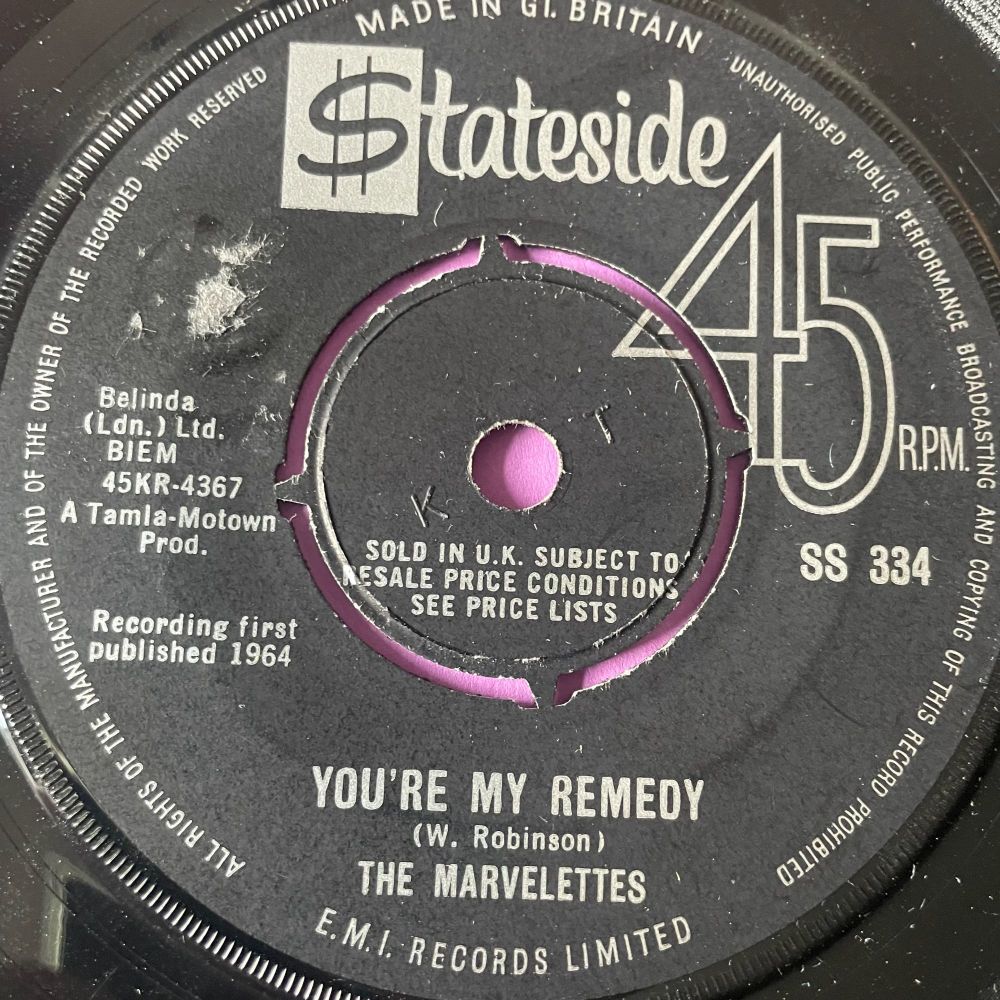 MADE IN GT. BRITAIN
Stateside
45
R.P.M.
UNAUTHORISED PUBLIC PERFORMANCE BROADCASTING AND COPYING OF THIS RECORD PROHIBITED
ALL RIGHTS OF THE MANUFACTURER AND OF THE OWNER OF THE RECORDED WORK RESERVED
Belinda
(Ldn.) Ltd.
BIEM
45KR-4367
A Tamla-Motown
Prod.
K T
SOLD IN U.K. SUBJECT TO
RESALE PRICE CONDITIONS
SEE PRICE LISTS
SS 334
Recording first
published 1964
YOU'RE MY REMEDY
(W. Robinson)
THE MARVELETTES
E.M.I. RECORDS LIMITED